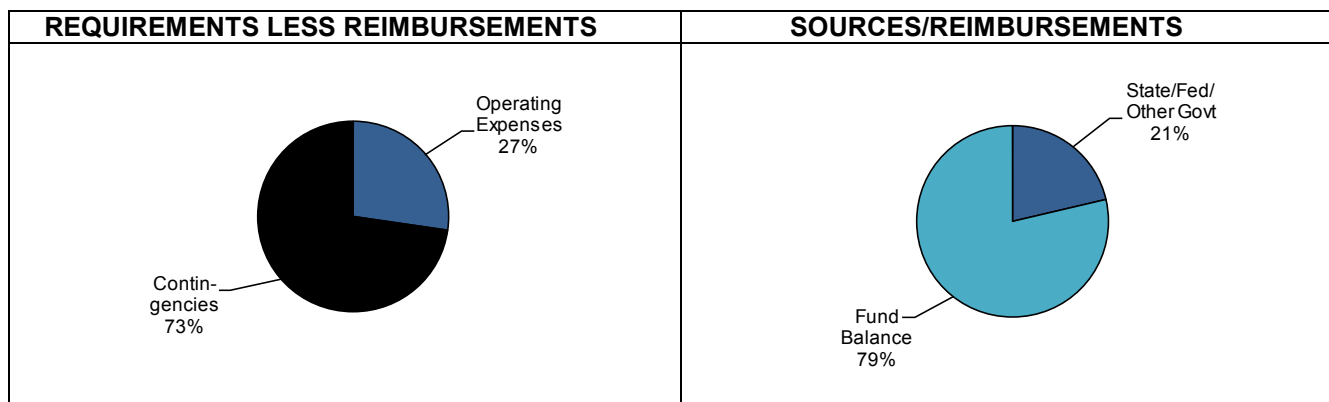 REQUIREMENTS LESS REIMBURSEMENTS
SOURCES/REIMBURSEMENTS
Operating
Expenses
27%
Contin-
gencies
73%
State/Fed/
Other Govt
21%
Fund
Balance
79%